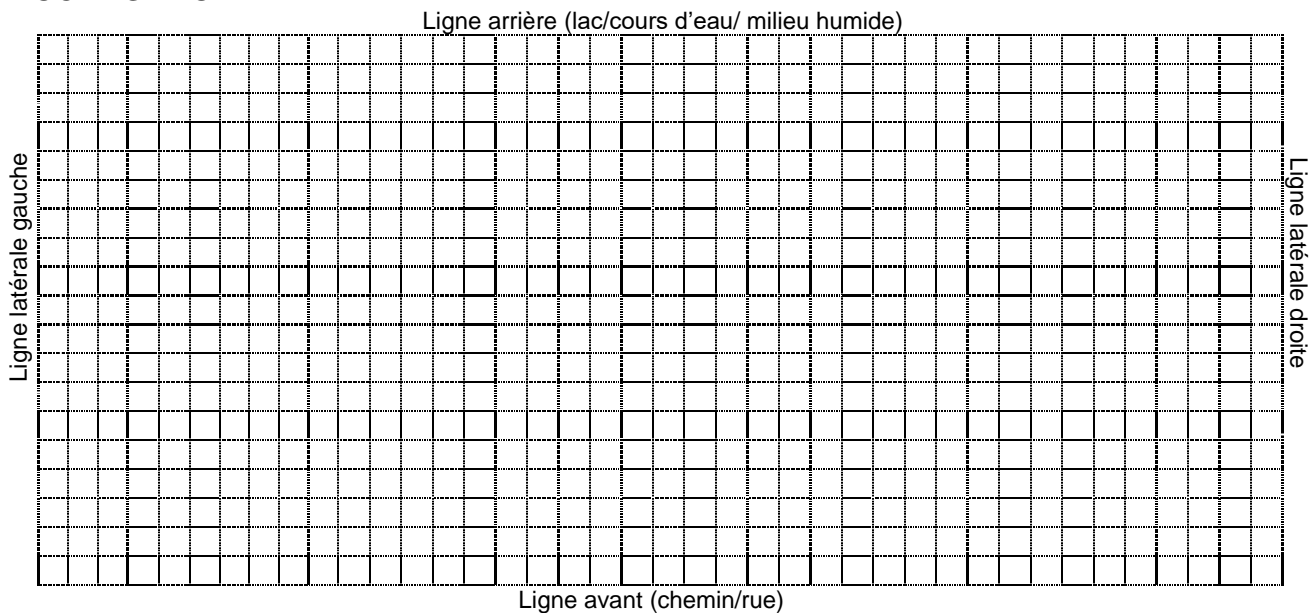 Ligne arrière (lac/cours d'eau/ milieu humide)
Ligne latérale gauche
Ligne latérale droite
Ligne avant (chemin/rue)